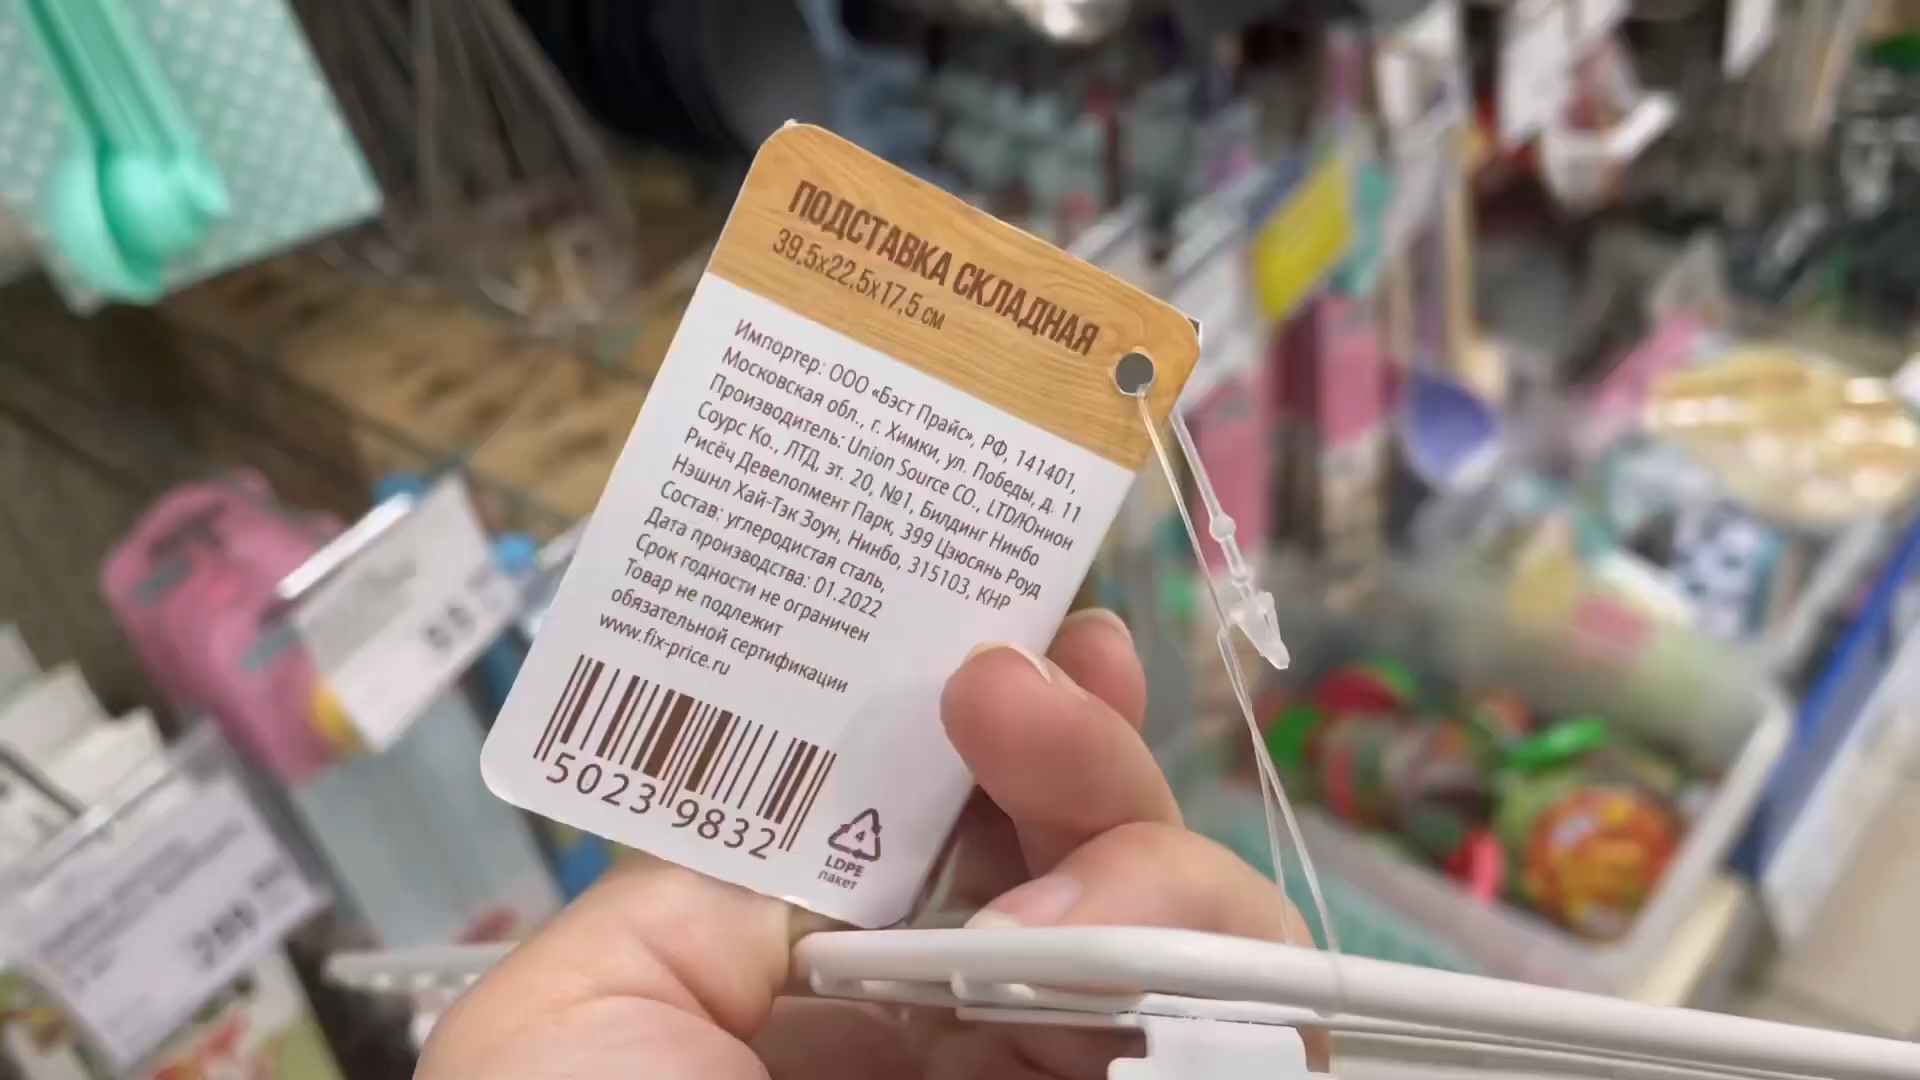 ПОДСТАВКА СКЛАДНАЯ
39,5х22,5х17,5 см
Импортер: ООО «Бэст Прайс», РФ, 141401,
Московская обл., г. Химки, ул. Победы, д. 11
Производитель: Union Source CO., LTD/Юнион
Соурс Ко., ЛТД, эт. 20, №1, Билдинг Нинбо
Рисёч Девелопмент Парк, 399 Цзюсянь Роуд
Нэшнл Хай-Тэк Зоун, Нинбо, 315103, КНР
Состав: углеродистая сталь,
Дата производства: 01.2022
Срок годности не ограничен
Товар не подлежит
обязательной сертификации
www.fix-price.ru
5023 9832
4
LDPE
пакет